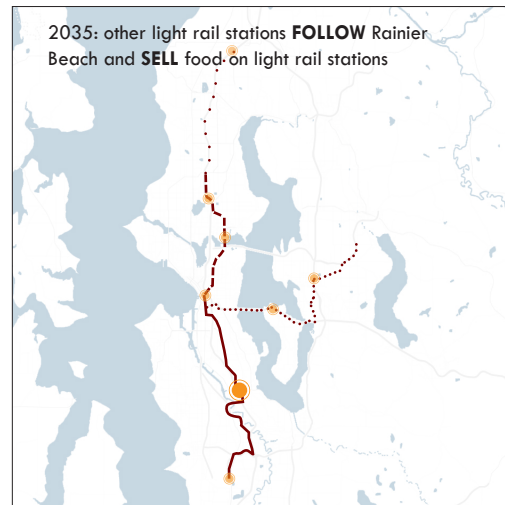 2035: other light rail stations FOLLOW Rainier
Beach and SELL food on light rail stations